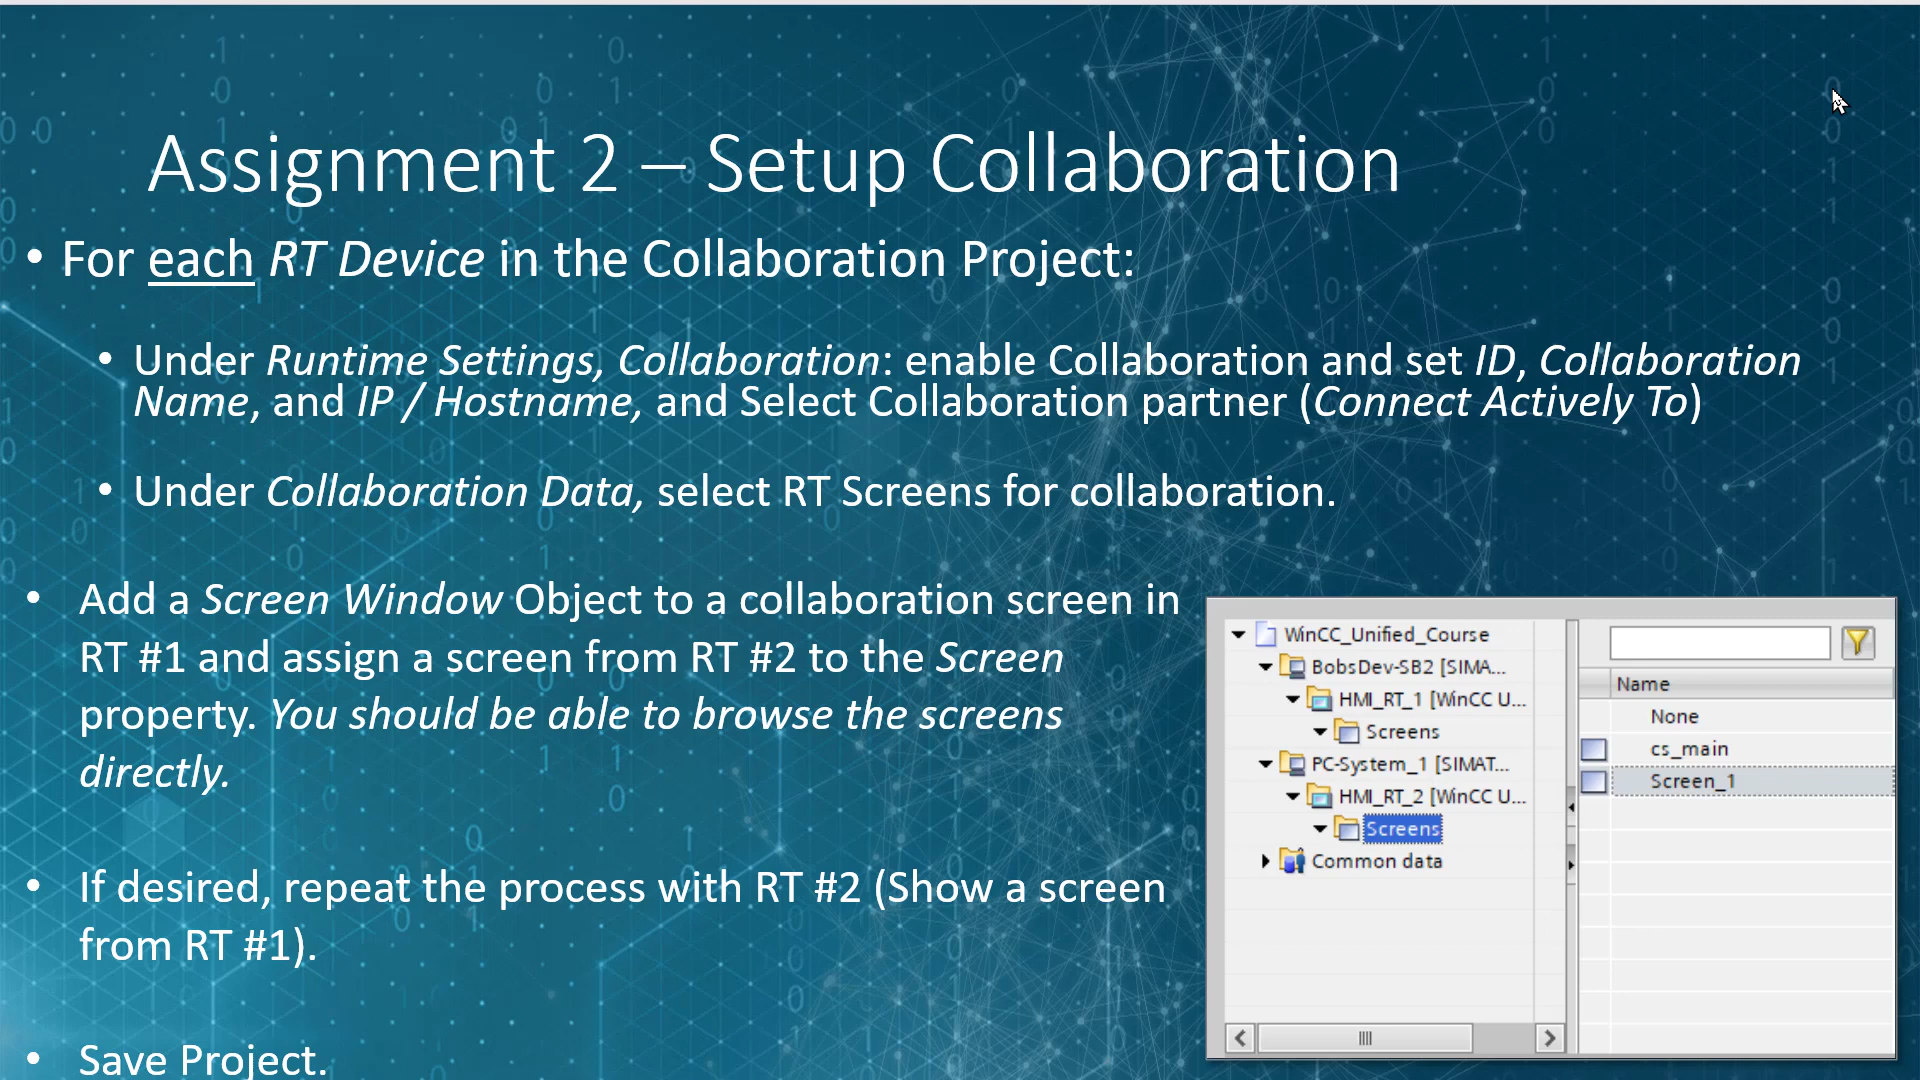 Assignment 2 – Setup Collaboration
• For each RT Device in the Collaboration Project:
• Under Runtime Settings, Collaboration: enable Collaboration and set ID, Collaboration
Name, and IP / Hostname, and Select Collaboration partner (Connect Actively To)
• Under Collaboration Data, select RT Screens for collaboration.
• Add a Screen Window Object to a collaboration screen in
RT #1 and assign a screen from RT #2 to the Screen
property. You should be able to browse the screens
directly.
• If desired, repeat the process with RT #2 (Show a screen
from RT #1).
• Save Project.
WinCC_Unified_Course
BobsDev-SB2 [SIMA...
HMI_RT_1 [WinCC U...
Screens
PC-System_1 [SIMAT...
HMI_RT_2 [WinCC U...
Screens
Common data
Name
None
cs_main
Screen_1